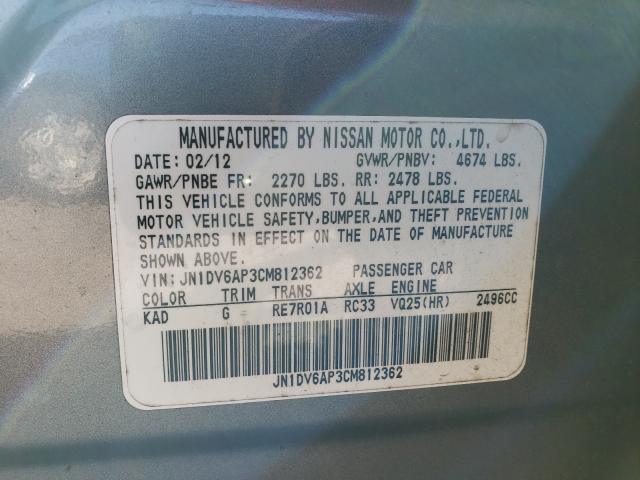 MANUFACTURED BY NISSAN MOTOR CO.,LTD.
DATE: 02/12 GVWR/PNBV: 4674 LBS.
GAWR/PNBE FR: 2270 LBS. RR: 2478 LBS.
THIS VEHICLE CONFORMS TO ALL APPLICABLE FEDERAL
MOTOR VEHICLE SAFETY,BUMPER,AND THEFT PREVENTION
STANDARDS IN EFFECT ON THE DATE OF MANUFACTURE
SHOWN ABOVE.
VIN: JN1DV6AP3CM812362 PASSENGER CAR
COLOR TRIM TRANS AXLE ENGINE
KAD G RE7R01A RC33 VQ25(HR) 2496CC
JN1DV6AP3CM812362